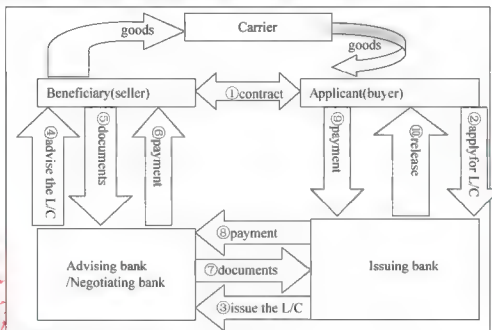 goods
Carrier
goods
Beneficiary(seller)
①contract
Applicant(buyer)
④advise the L/C
⑤documents
⑥payment
⑨payment
⑩release
②apply for L/C
⑧payment
Advising bank
/Negotiating bank
⑦documents
Issuing bank
③issue the L/C